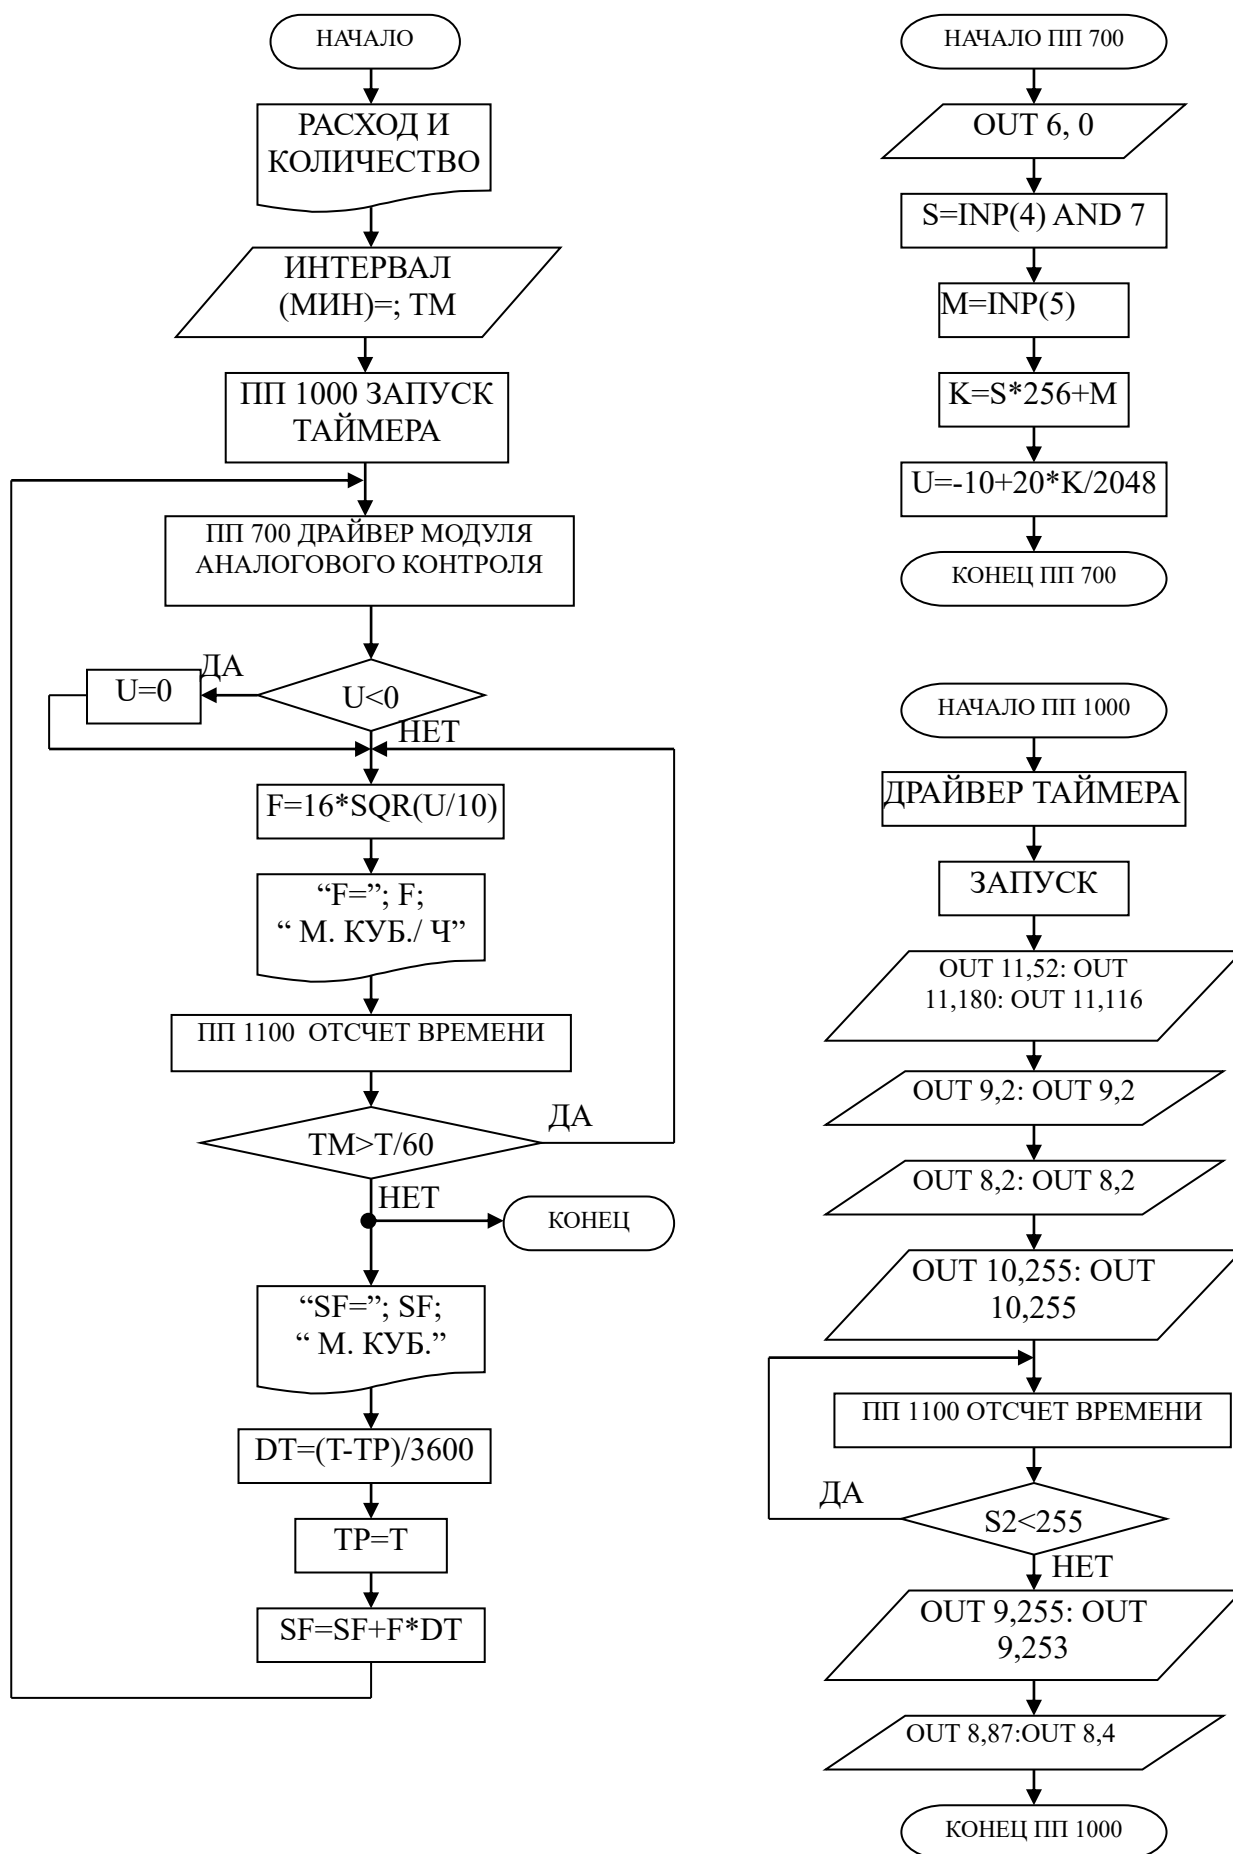 НАЧАЛО
РАСХОД И
КОЛИЧЕСТВО
ИНТЕРВАЛ
(МИН)=; ТМ
ПП 1000 ЗАПУСК
ТАЙМЕРА
ПП 700 ДРАЙВЕР МОДУЛЯ
АНАЛОГОВОГО КОНТРОЛЯ
ДА
U=0
U<0
НЕТ
F=16*SQR(U/10)
“F=”; F;
“ М. КУБ./ Ч”
ПП 1100  ОТСЧЕТ ВРЕМЕНИ
ДА
TM>T/60
НЕТ
КОНЕЦ
“SF=”; SF;
“ М. КУБ.”
DT=(T-TP)/3600
TP=T
SF=SF+F*DT
НАЧАЛО ПП 700
OUT 6, 0
S=INP(4) AND 7
M=INP(5)
K=S*256+M
U=-10+20*K/2048
КОНЕЦ ПП 700
НАЧАЛО ПП 1000
ДРАЙВЕР ТАЙМЕРА
ЗАПУСК
OUT 11,52: OUT
11,180: OUT 11,116
OUT 9,2: OUT 9,2
OUT 8,2: OUT 8,2
OUT 10,255: OUT
10,255
ПП 1100 ОТСЧЕТ ВРЕМЕНИ
ДА
S2<255
НЕТ
OUT 9,255: OUT
9,253
OUT 8,87:OUT 8,4
КОНЕЦ ПП 1000